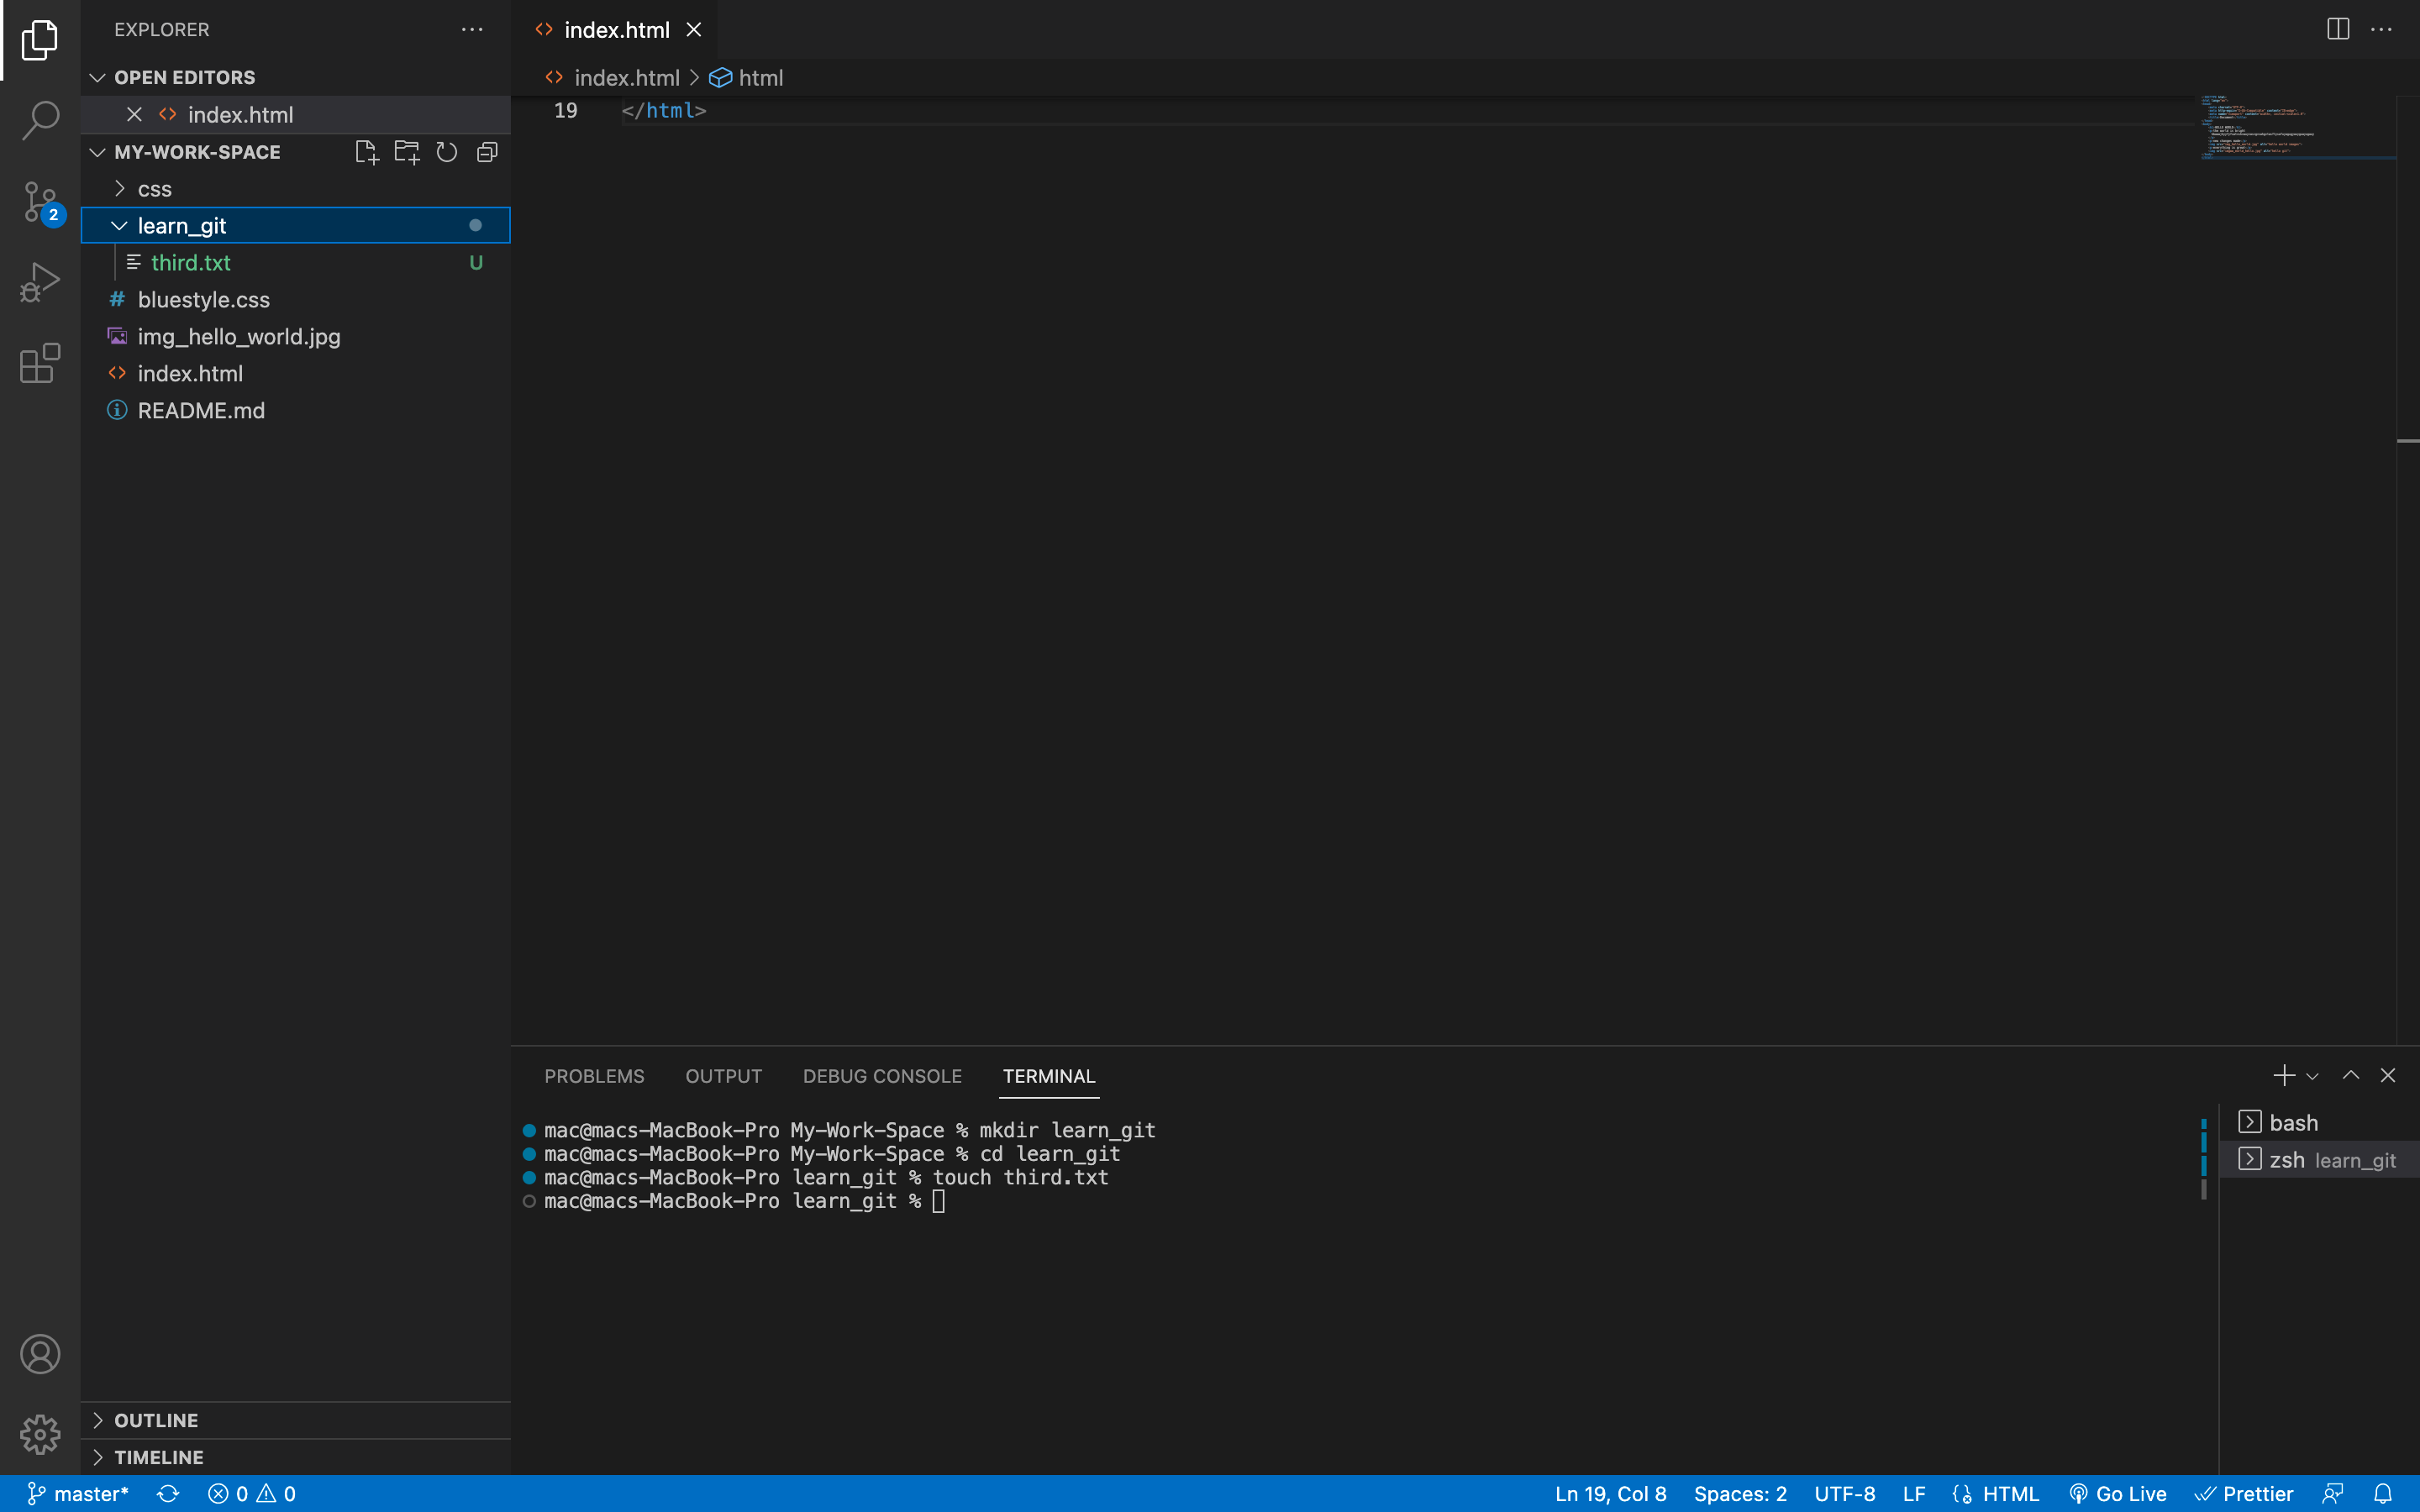 EXPLORER
OPEN EDITORS
index.html
MY-WORK-SPACE
css
learn_git
third.txt U
bluestyle.css
img_hello_world.jpg
index.html
README.md
OUTLINE
TIMELINE
2
index.html
index.html > html
19 </html>
PROBLEMS OUTPUT DEBUG CONSOLE TERMINAL
mac@macs-MacBook-Pro My-Work-Space % mkdir learn_git
mac@macs-MacBook-Pro My-Work-Space % cd learn_git
mac@macs-MacBook-Pro learn_git % touch third.txt
mac@macs-MacBook-Pro learn_git %
bash
zsh learn_git
master* 0 0 Ln 19, Col 8 Spaces: 2 UTF-8 LF HTML Go Live Prettier